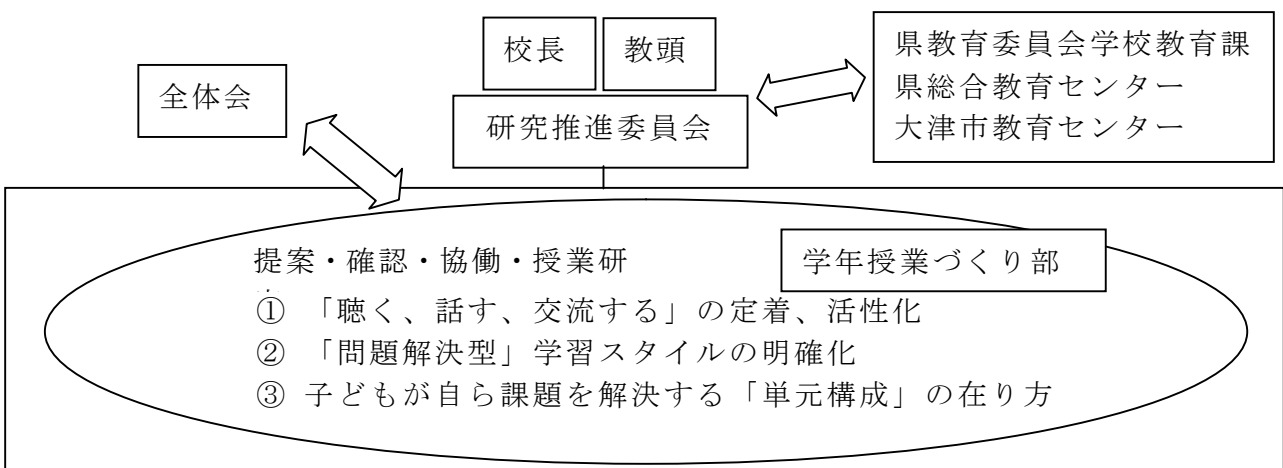 校長
教頭
研究推進委員会
全体会
県教育委員会学校教育課
県総合教育センター
大津市教育センター
提案・確認・協働・授業研
学年授業づくり部
① 「聴く、話す、交流する」の定着、活性化
② 「問題解決型」学習スタイルの明確化
③ 子どもが自ら課題を解決する「単元構成」の在り方